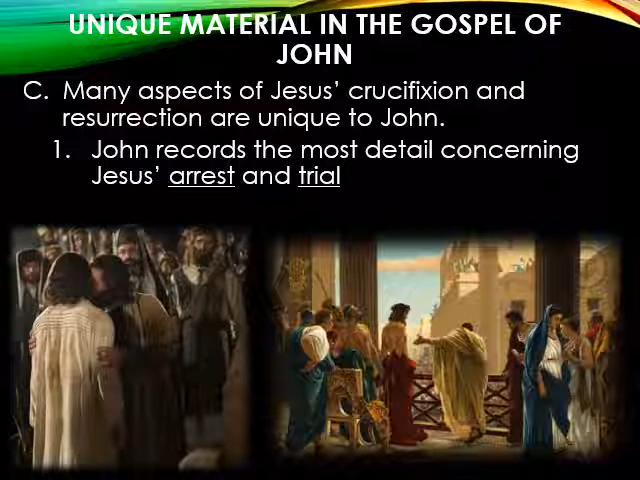 UNIQUE MATERIAL IN THE GOSPEL OF
JOHN
C. Many aspects of Jesus’ crucifixion and
resurrection are unique to John.
1. John records the most detail concerning
Jesus’ arrest and trial